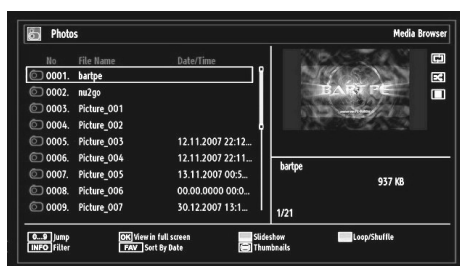 Photos Media Browser
No File Name Date/Time
0001. bartpe
0002. nu2go
0003. Picture_001
0004. Picture_002
0005. Picture_003 12.11.2007 22:12...
0006. Picture_004 12.11.2007 22:11...
0007. Picture_005 13.11.2007 00:5...
0008. Picture_006 00.00.0000 00:0...
0009. Picture_007 30.12.2007 13:1...
BART PE
bartpe
937 KB
1/21
0...9 Jump OK View in full screen Slideshow Loop/Shuffle
INFO Filter FAV Sort By Date Thumbnails